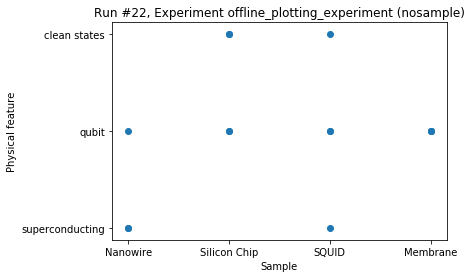 Run #22, Experiment offline_plotting_experiment (nosample)
clean states
qubit
superconducting
Physical feature
Nanowire Silicon Chip SQUID Membrane
Sample